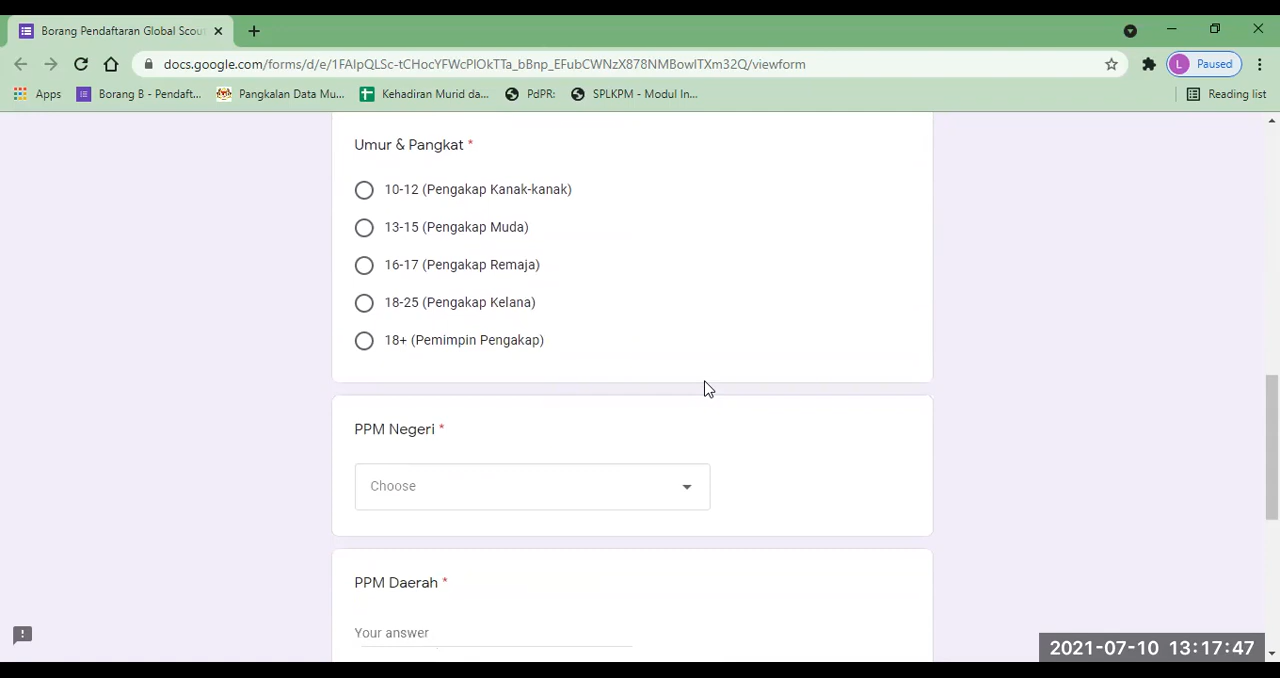 Borang Pendaftaran Global Scou
docs.google.com/forms/d/e/1FAIpQLSc-tCHocYFWcFOkTTa_bBnp_EFubCWNzX878NMBowlTXm32Q/viewform
L Paused
Apps Borang B - Pendaft... Pangkalan Data Mu... Kehadiran Murid da... PdPR: SPLKPM - Modul In... Reading list
Umur & Pangkat *
10-12 (Pengakap Kanak-kanak)
13-15 (Pengakap Muda)
16-17 (Pengakap Remaja)
18-25 (Pengakap Kelana)
18+ (Pemimpin Pengakap)
PPM Negeri *
Choose
PPM Daerah *
Your answer
2021-07-10 13:17:47